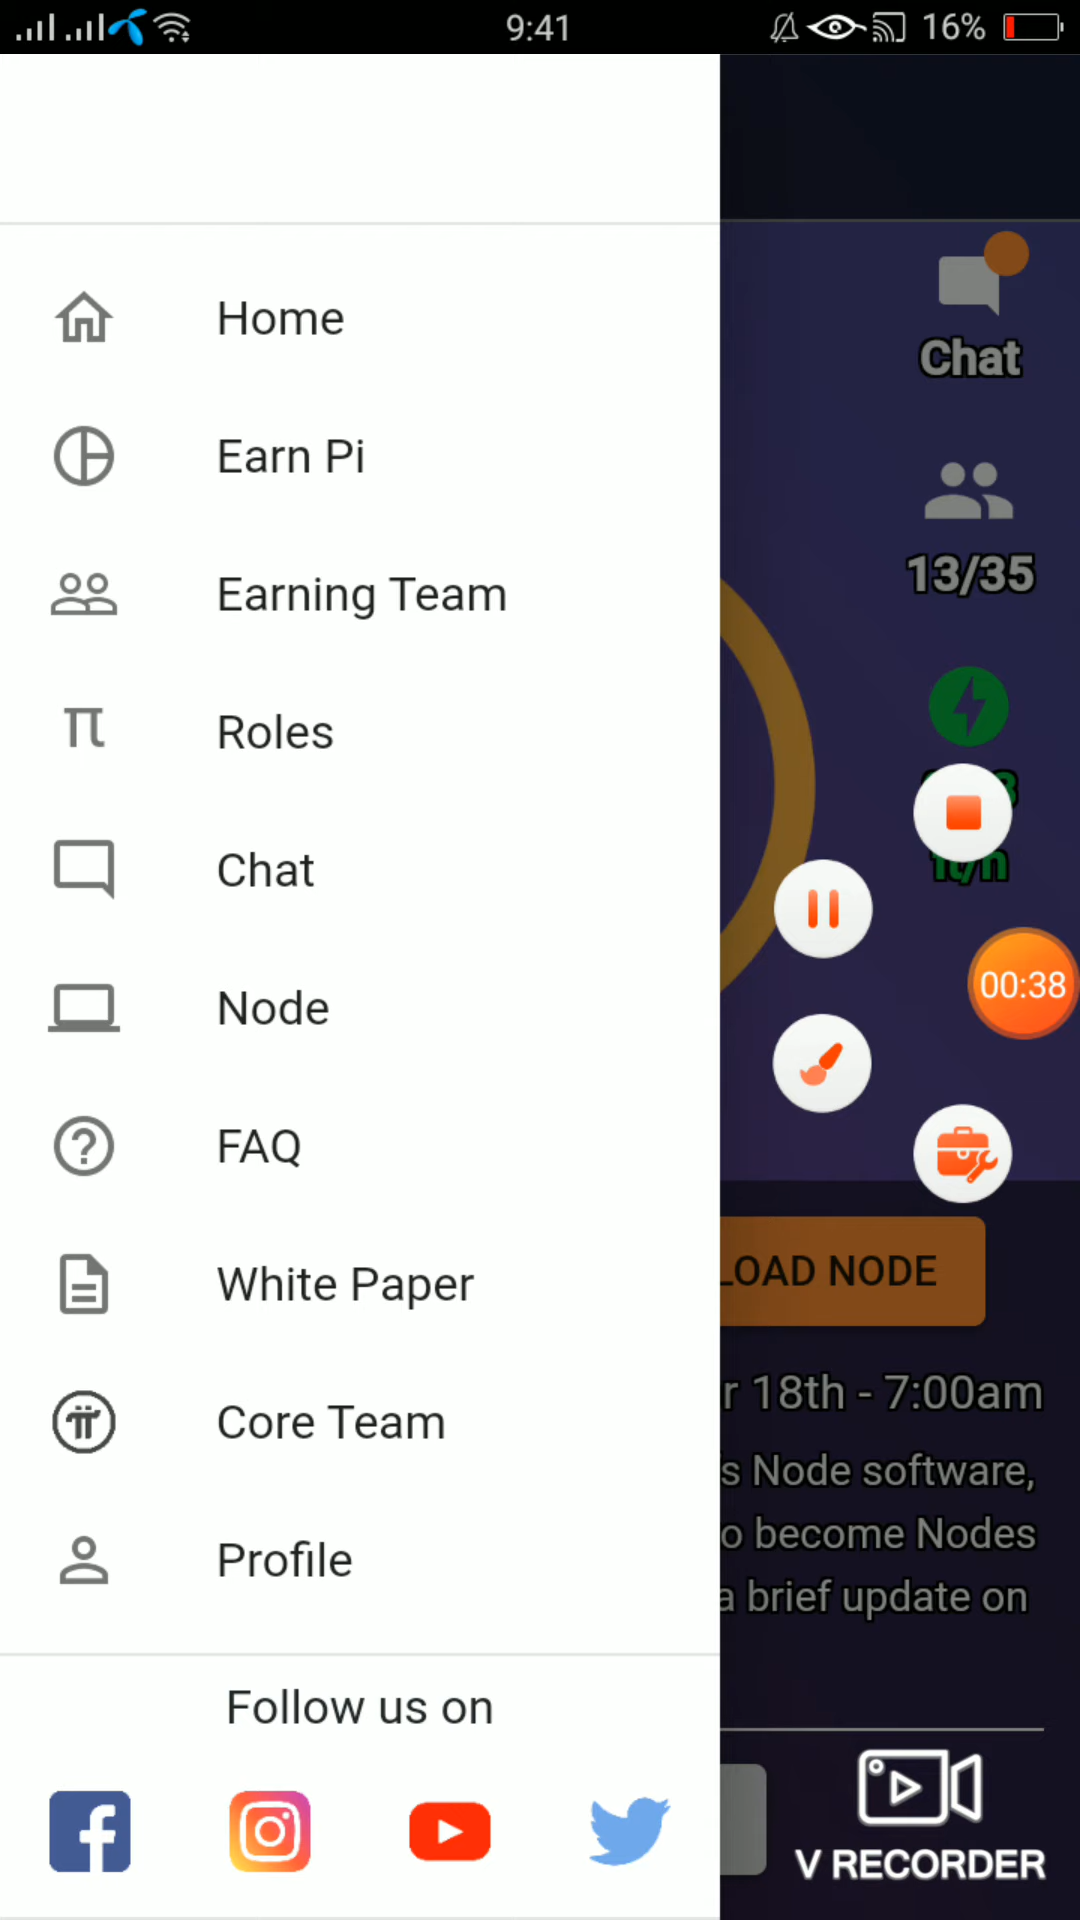 9:41
16%
Home
Earn Pi
Earning Team
π Roles
Chat
Node
FAQ
White Paper
Core Team
Profile
Follow us on
Chat
13/35
π/h
00:38
LOAD NODE
r 18th - 7:00am
s Node software,
o become Nodes
a brief update on
V RECORDER